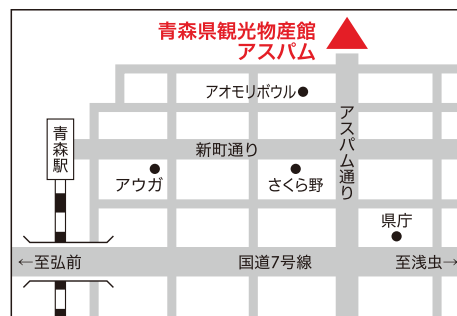 青森県観光物産館
アスパム
アオモリボウル
アスパム通り
青森駅
新町通り
アウガ
さくら野
県庁
←至弘前
国道7号線
至浅虫→